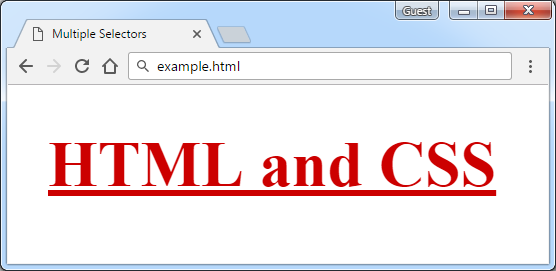 Guest
Multiple Selectors
example.html
HTML and CSS